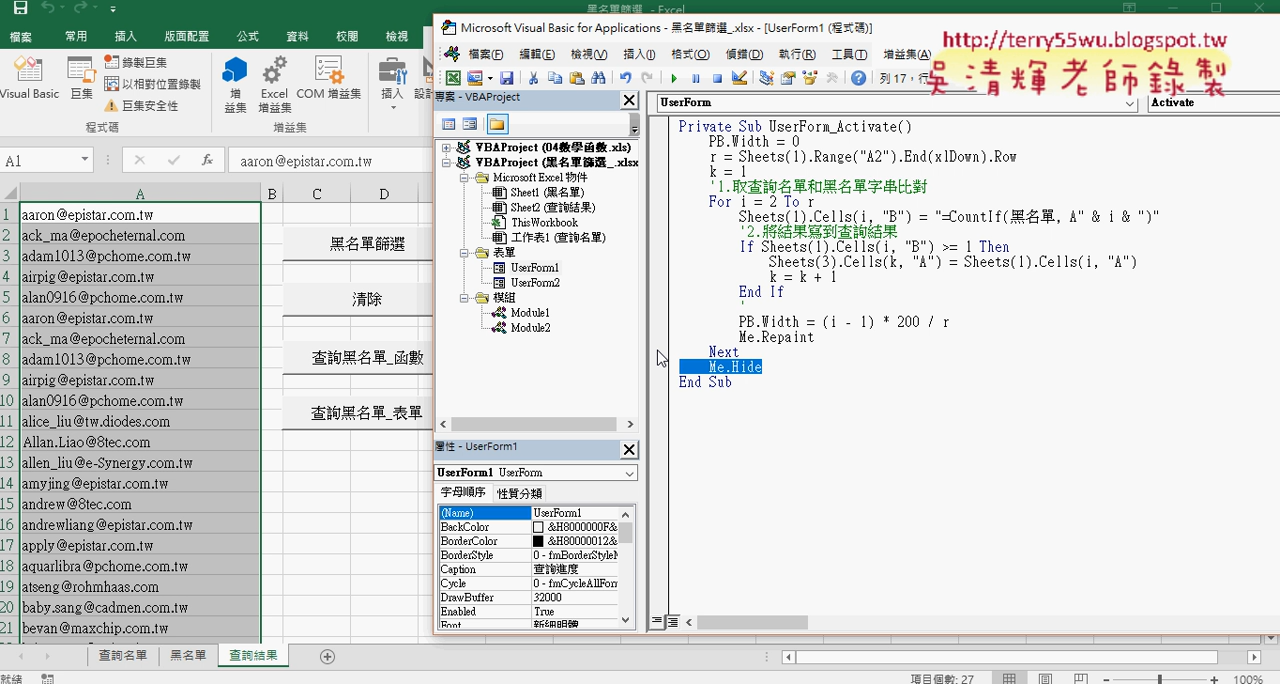 黑名單篩選_ - Excel
檔案 常用 插入 版面配置 公式 資料 校閱 檢視
Visual Basic 巨集 錄製巨集 以相對位置錄製 巨集安全性 增益集 Excel 增益集 COM 增益集 插入
程式碼 增益集
A1 fx aaron@epistar.com.tw
A B C D
1 aaron@epistar.com.tw
2 ack_ma@epocheternal.com
3 adam1013@pchome.com.tw
4 airpig@epistar.com.tw
5 alan0916@pchome.com.tw
6 aaron@epistar.com.tw
7 ack_ma@epocheternal.com
8 adam1013@pchome.com.tw
9 airpig@epistar.com.tw
10 alan0916@pchome.com.tw
11 alice_liu@tw.diodes.com
12 Allan.Liao@8tec.com
13 allen_liu@e-Synergy.com.tw
14 amyjing@epistar.com.tw
15 andrew@8tec.com
16 andrewliang@epistar.com.tw
17 apply@epistar.com.tw
18 aquarlibra@pchome.com.tw
19 atseng@rohmhaas.com
20 baby.sang@cadmen.com.tw
21 bevan@maxchip.com.tw
黑名單篩選
清除
查詢黑名單_函數
查詢黑名單_表單
查詢名單 黑名單 查詢結果
就緒 項目個數: 27 100%
Microsoft Visual Basic for Applications - 黑名單篩選_.xlsx - [UserForm1 (程式碼)]
檔案(F) 編輯(E) 檢視(V) 插入(I) 格式(O) 偵錯(D) 執行(R) 工具(T) 增益集(A)
列 17，行
http://terry55wu.blogspot.tw
吳清輝老師錄製
專案 - VBAProject
VBAProject (04數學函數.xls)
VBAProject (黑名單篩選_.xlsx
Microsoft Excel 物件
Sheet1 (黑名單)
Sheet2 (查詢結果)
ThisWorkbook
工作表1 (查詢名單)
表單
UserForm1
UserForm2
模組
Module1
Module2
屬性 - UserForm1
UserForm1 UserForm
字母順序 性質分類
(Name) UserForm1
BackColor &H8000000F&
BorderColor &H80000012&
BorderStyle 0 - fmBorderStyleN
Caption 查詢進度
Cycle 0 - fmCycleAllFor
DrawBuffer 32000
Enabled True
Font 新細明體
UserForm Activate
Private Sub UserForm_Activate()
PB.Width = 0
r = Sheets(1).Range("A2").End(xlDown).Row
k = 1
'1.取查詢名單和黑名單字串比對
For i = 2 To r
Sheets(1).Cells(i, "B") = "=CountIf(黑名單, A" & i & ")"
'2.將結果寫到查詢結果
If Sheets(1).Cells(i, "B") >= 1 Then
Sheets(3).Cells(k, "A") = Sheets(1).Cells(i, "A")
k = k + 1
End If
'
PB.Width = (i - 1) * 200 / r
Me.Repaint
Next
Me.Hide
End Sub